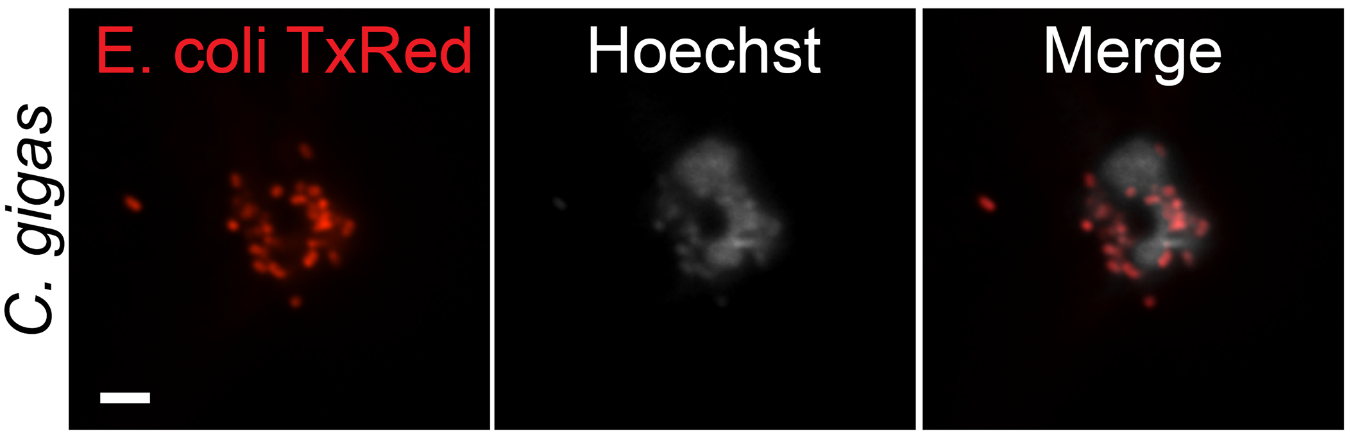 E. coli TxRed
Hoechst
Merge
C. gigas